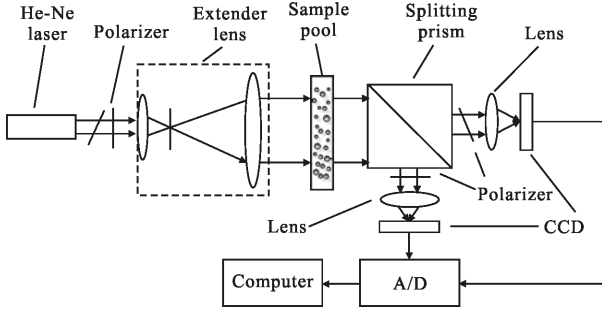 He-Ne
laser
Polarizer
Extender
lens
Sample
pool
Splitting
prism
Lens
Polarizer
Lens
CCD
Computer
A/D